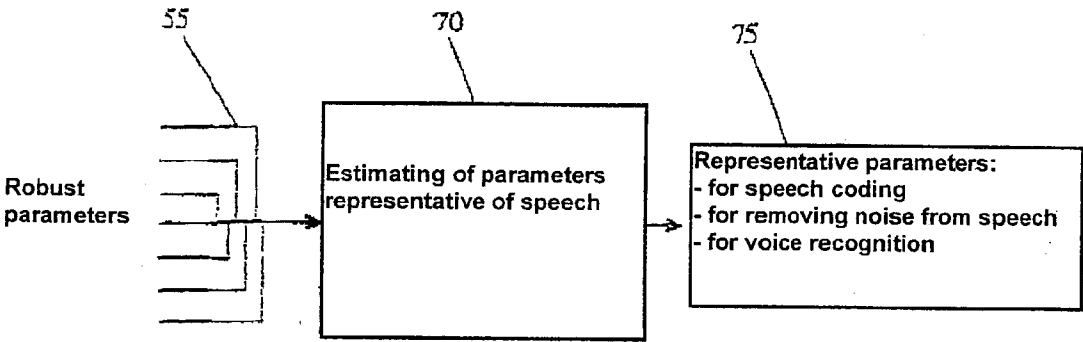 55
70
75
Robust
parameters
Estimating of parameters
representative of speech
Representative parameters:
- for speech coding
- for removing noise from speech
- for voice recognition